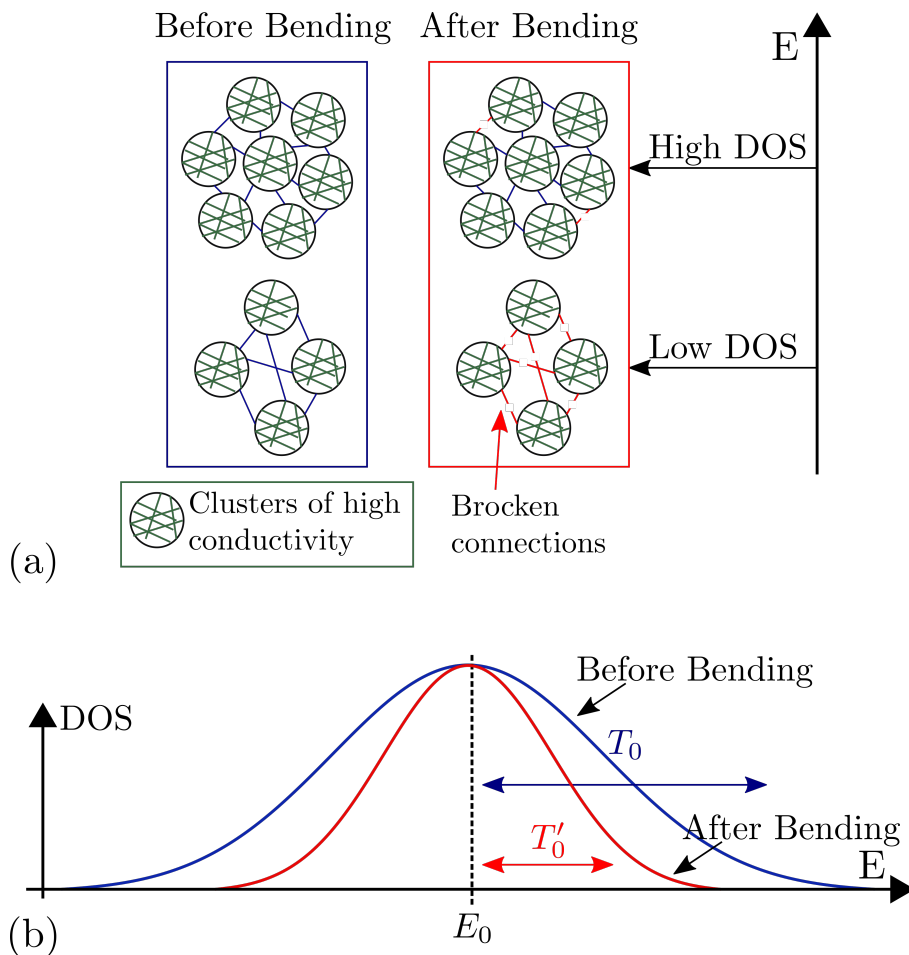 Before Bending
After Bending
E
High DOS
Low DOS
Clusters of high
conductivity
Brocken
connections
(a)
Before Bending
DOS
T₀
T₀′
After Bending
E
E₀
(b)